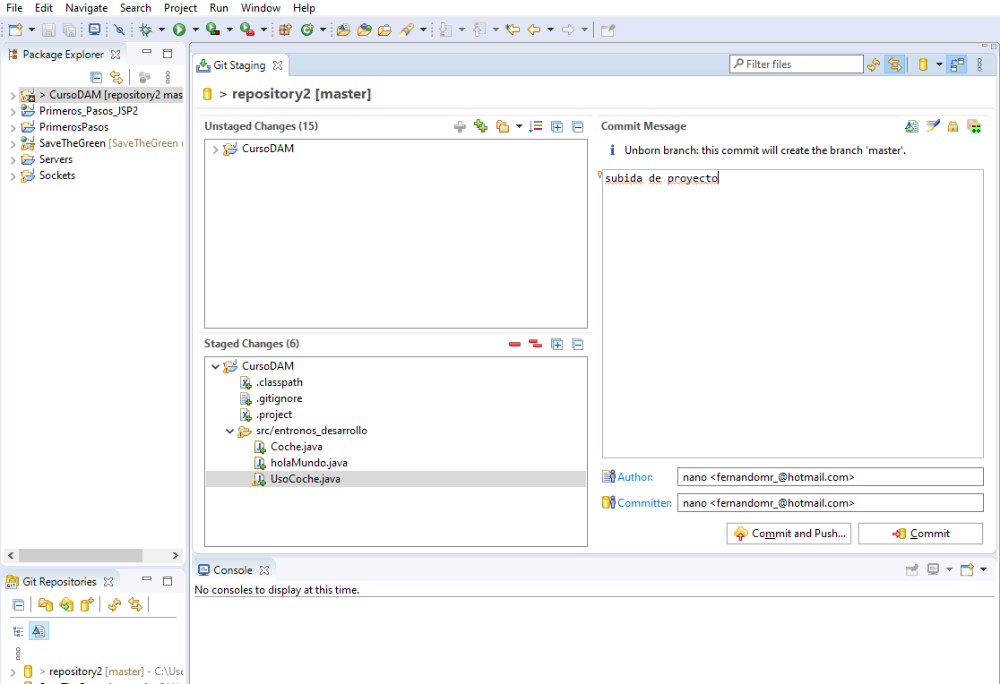 File Edit Navigate Search Project Run Window Help
Package Explorer
> CursoDAM [repository2 mas
Primeros_Pasos_JSP2
PrimerosPasos
SaveTheGreen [SaveTheGreen
Servers
Sockets
Git Repositories
> repository2 [master] - C:\Use
Git Staging
Filter files
> repository2 [master]
Unstaged Changes (15)
CursoDAM
Staged Changes (6)
CursoDAM
.classpath
.gitignore
.project
src/entronos_desarrollo
Coche.java
holaMundo.java
UsoCoche.java
Commit Message
Unborn branch: this commit will create the branch 'master'.
subida de proyecto
Author: nano <fernandomr_@hotmail.com>
Committer: nano <fernandomr_@hotmail.com>
Commit and Push... Commit
Console
No consoles to display at this time.